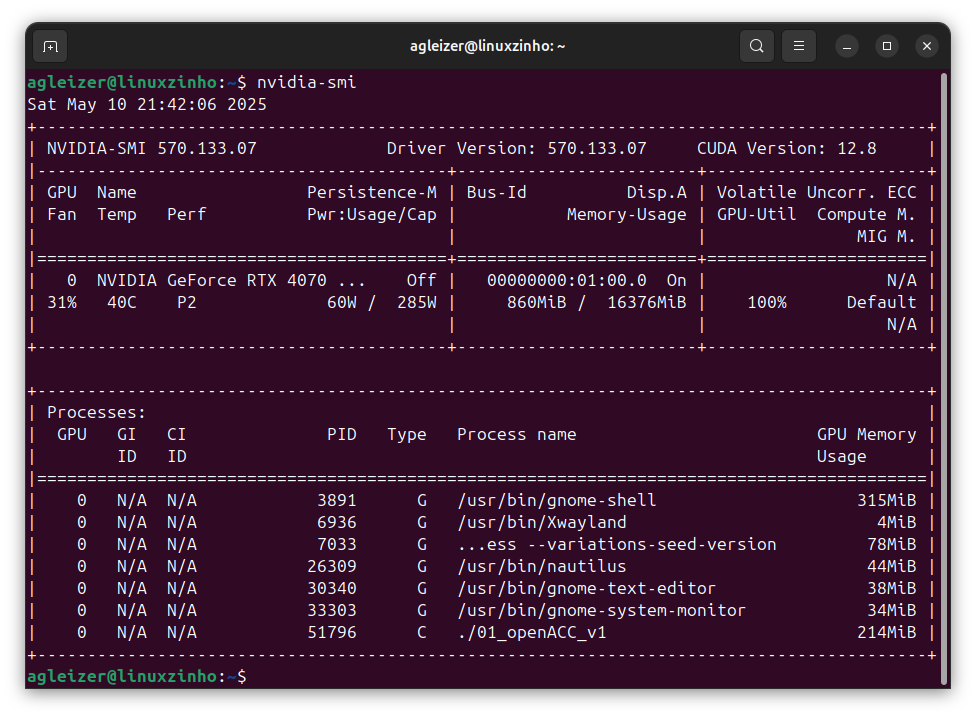 agleizer@linuxzinho: ~
agleizer@linuxzinho:~$ nvidia-smi
Sat May 10 21:42:06 2025
+-----------------------------------------------------------------------------------------+
| NVIDIA-SMI 570.133.07             Driver Version: 570.133.07     CUDA Version: 12.8     |
|-----------------------------------------+------------------------+----------------------+
| GPU  Name                 Persistence-M | Bus-Id          Disp.A | Volatile Uncorr. ECC |
| Fan  Temp   Perf          Pwr:Usage/Cap |           Memory-Usage | GPU-Util  Compute M. |
|                                         |                        |               MIG M. |
|=========================================+========================+======================|
|   0  NVIDIA GeForce RTX 4070 ...    Off |   00000000:01:00.0  On |                  N/A |
| 31%   40C    P2             60W /  285W |     860MiB /  16376MiB |    100%      Default |
|                                         |                        |                  N/A |
+-----------------------------------------+------------------------+----------------------+
+-----------------------------------------------------------------------------------------+
| Processes:                                                                              |
|  GPU   GI   CI              PID   Type   Process name                        GPU Memory |
|        ID   ID                                                               Usage      |
|=========================================================================================|
|    0   N/A  N/A            3891      G   /usr/bin/gnome-shell                    315MiB |
|    0   N/A  N/A            6936      G   /usr/bin/Xwayland                         4MiB |
|    0   N/A  N/A            7033      G   ...ess --variations-seed-version         78MiB |
|    0   N/A  N/A           26309      G   /usr/bin/nautilus                        44MiB |
|    0   N/A  N/A           30340      G   /usr/bin/gnome-text-editor               38MiB |
|    0   N/A  N/A           33303      G   /usr/bin/gnome-system-monitor            34MiB |
|    0   N/A  N/A           51796      C   ./01_openACC_v1                         214MiB |
+-----------------------------------------------------------------------------------------+
agleizer@linuxzinho:~$